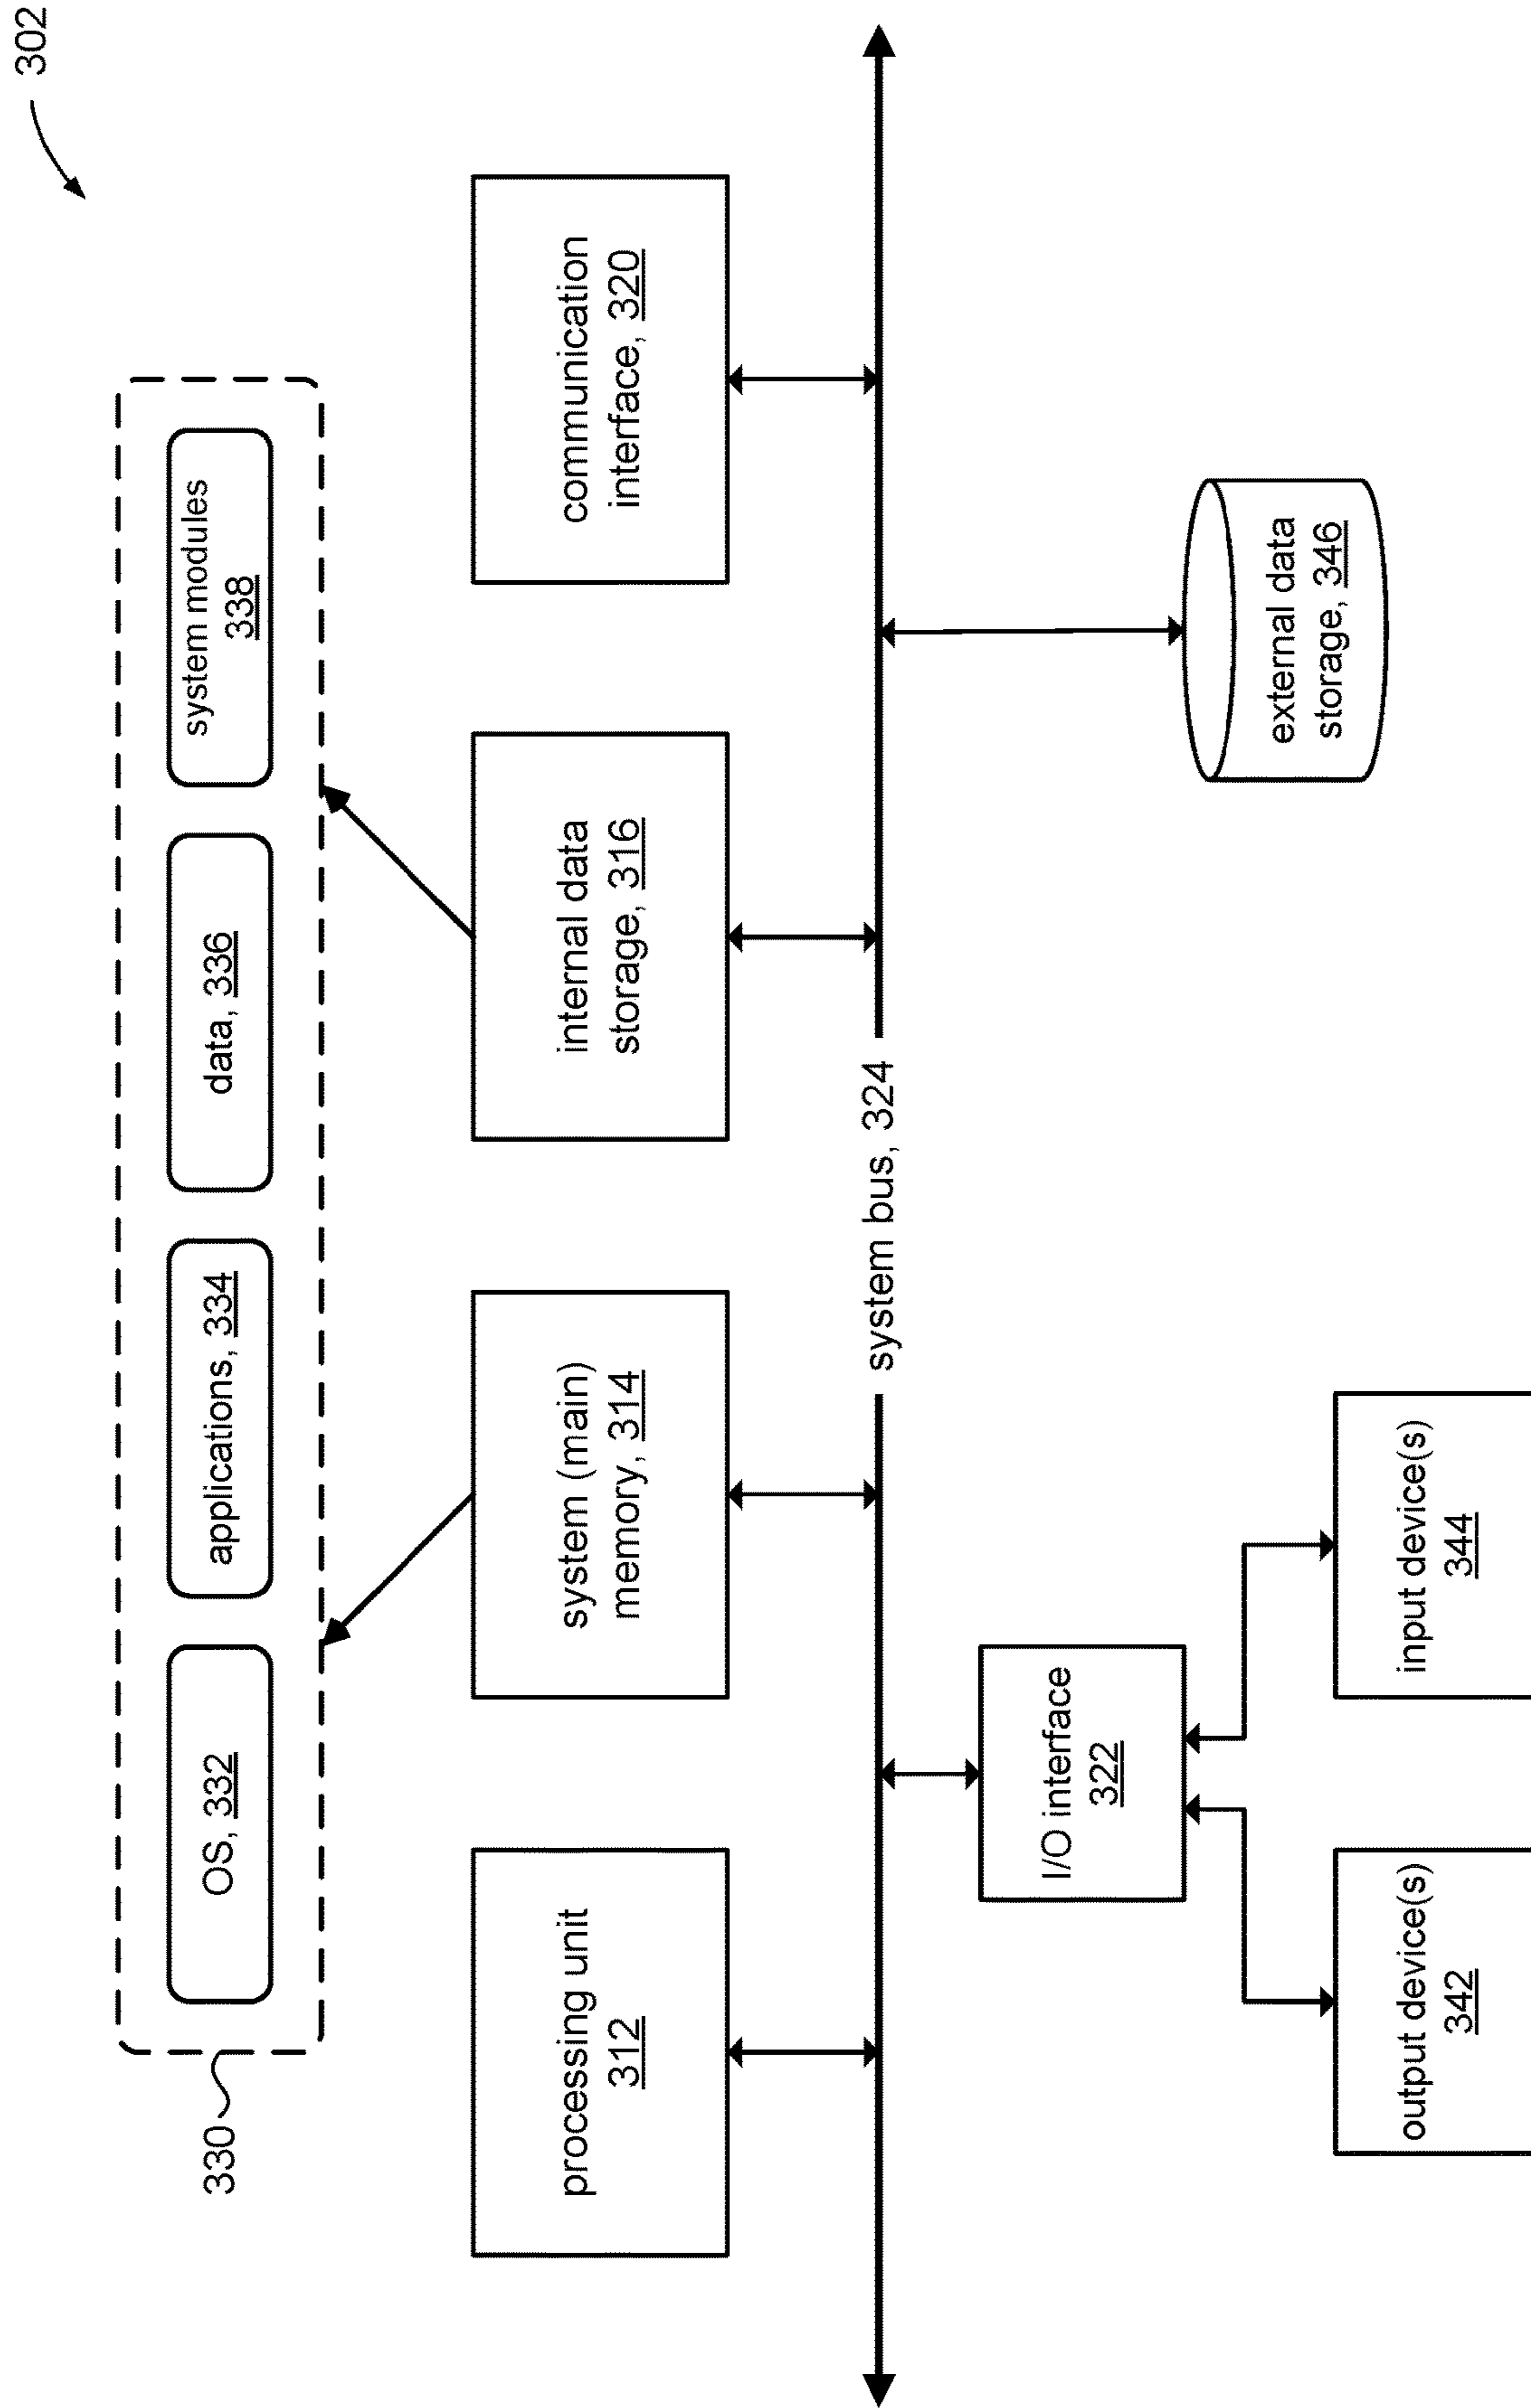 302
330
OS, 332
applications, 334
data, 336
system modules
338
processing unit
312
system (main)
memory, 314
internal data
storage, 316
communication
interface, 320
system bus, 324
I/O interface
322
external data
storage, 346
output device(s)
342
input device(s)
344